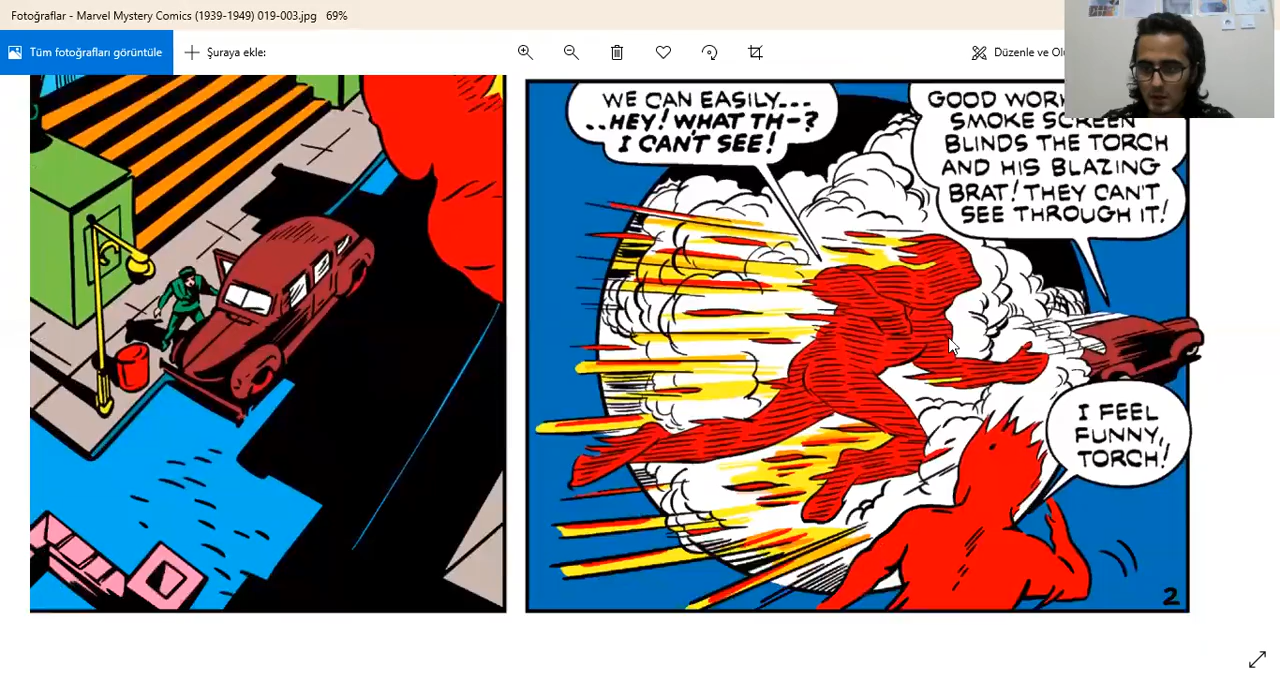 Fotoğraflar - Marvel Mystery Comics (1939-1949) 019-003.jpg 69%
Tüm fotoğrafları görüntüle
Şuraya ekle:
Düzenle ve
WE CAN EASILY---
..HEY! WHAT TH-?
I CAN'T SEE!
GOOD
SMOKE SCREEN
BLINDS THE TORCH
AND HIS BLAZING
BRAT! THEY CAN'T
SEE THROUGH IT!
I FEEL
FUNNY,
TORCH!
2